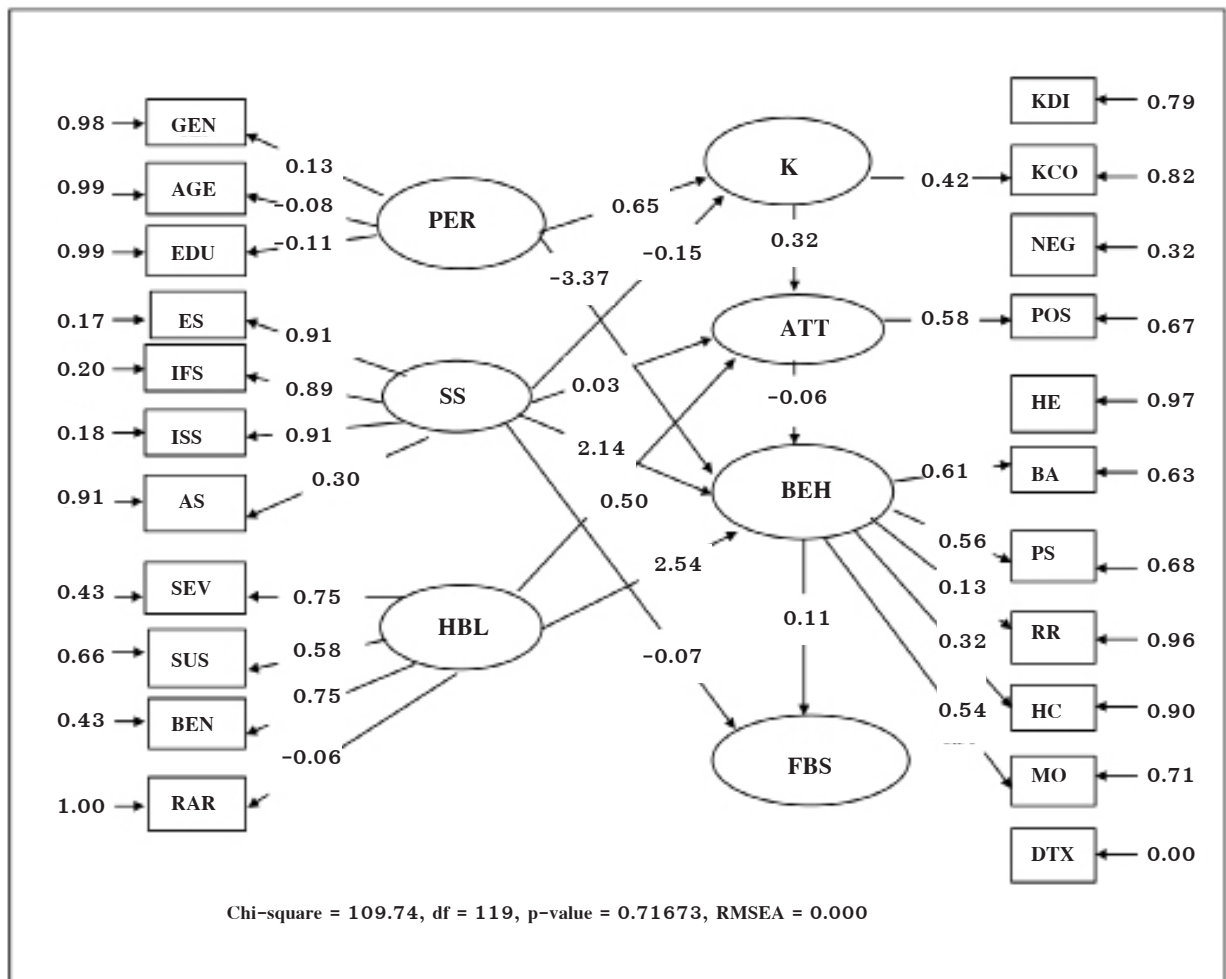 KDI 0.79
0.98 GEN
0.13
K
0.99 AGE
-0.08
PER
0.65
0.42 KCO 0.82
0.99 EDU
-0.11
-0.15
0.32
NEG 0.32
-3.37
0.17 ES
0.91
ATT
0.58 POS 0.67
0.20 IFS
0.89
SS
0.03
-0.06
HE 0.97
0.18 ISS
0.91
2.14
0.91 AS
0.30
0.50
BEH
0.61 BA 0.63
0.56 PS 0.68
0.43 SEV 0.75
2.54
0.13
HBL
0.11
0.32 RR 0.96
0.66 SUS 0.58
-0.07
0.75
0.54 HC 0.90
0.43 BEN
-0.06
FBS
MO 0.71
1.00 RAR
DTX 0.00
Chi-square = 109.74, df = 119, p-value = 0.71673, RMSEA = 0.000